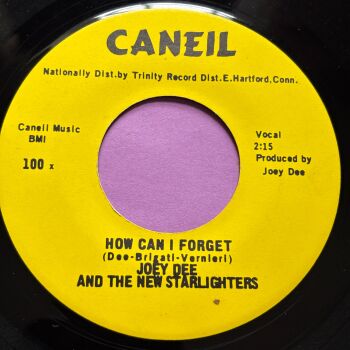 CANEIL
Nationally Dist.by Trinity Record Dist.E.Hartford,Conn.
Caneil Music
BMI
100 x
Vocal
2:15
Produced by
Joey Dee
HOW CAN I FORGET
(Dee-Brigati-Vernieri)
JOEY DEE
AND THE NEW STARLIGHTERS